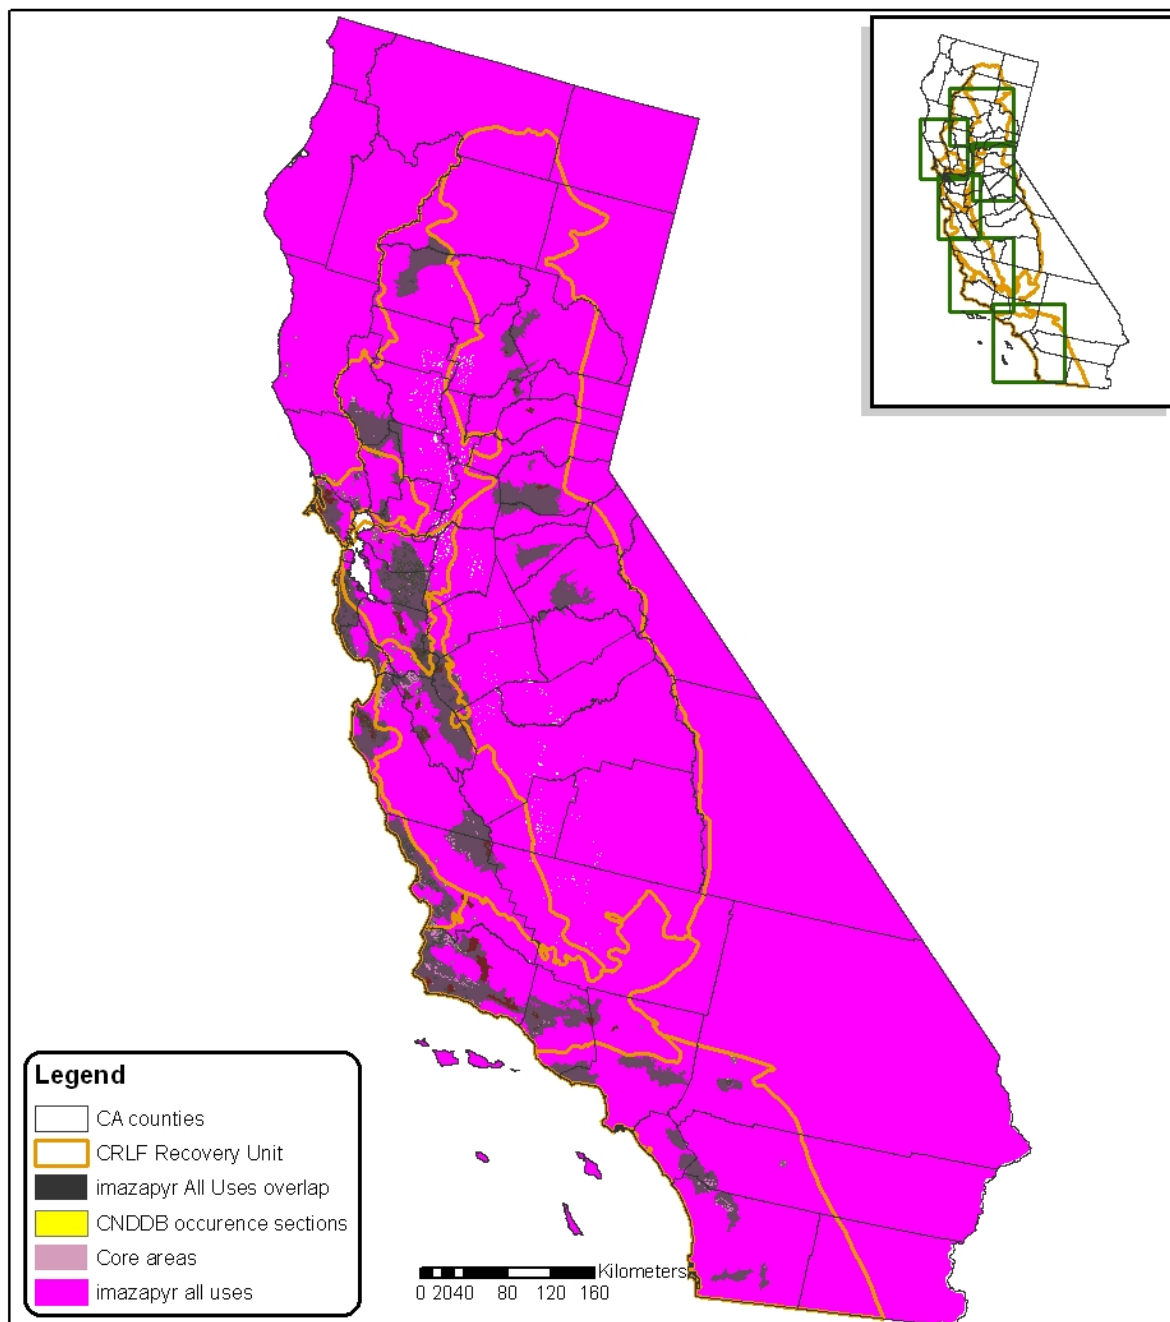 Legend
CA counties
CRLF Recovery Unit
imazapyr All Uses overlap
CNDDB occurence sections
Core areas
imazapyr all uses
Kilometers
0 20 40 80 120 160